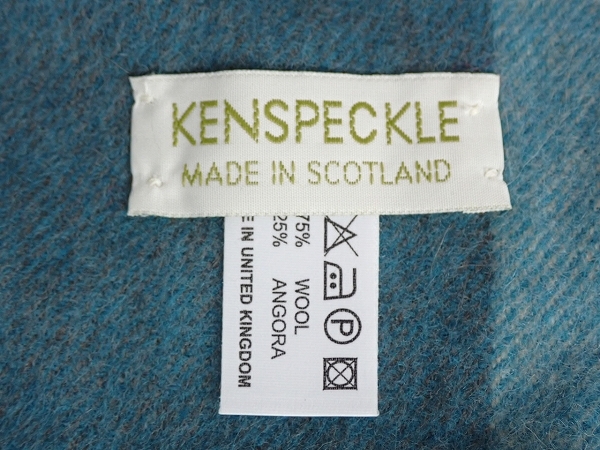 KENSPECKLE
MADE IN SCOTLAND
75% WOOL
25% ANGORA
IN UNITED KINGDOM
P